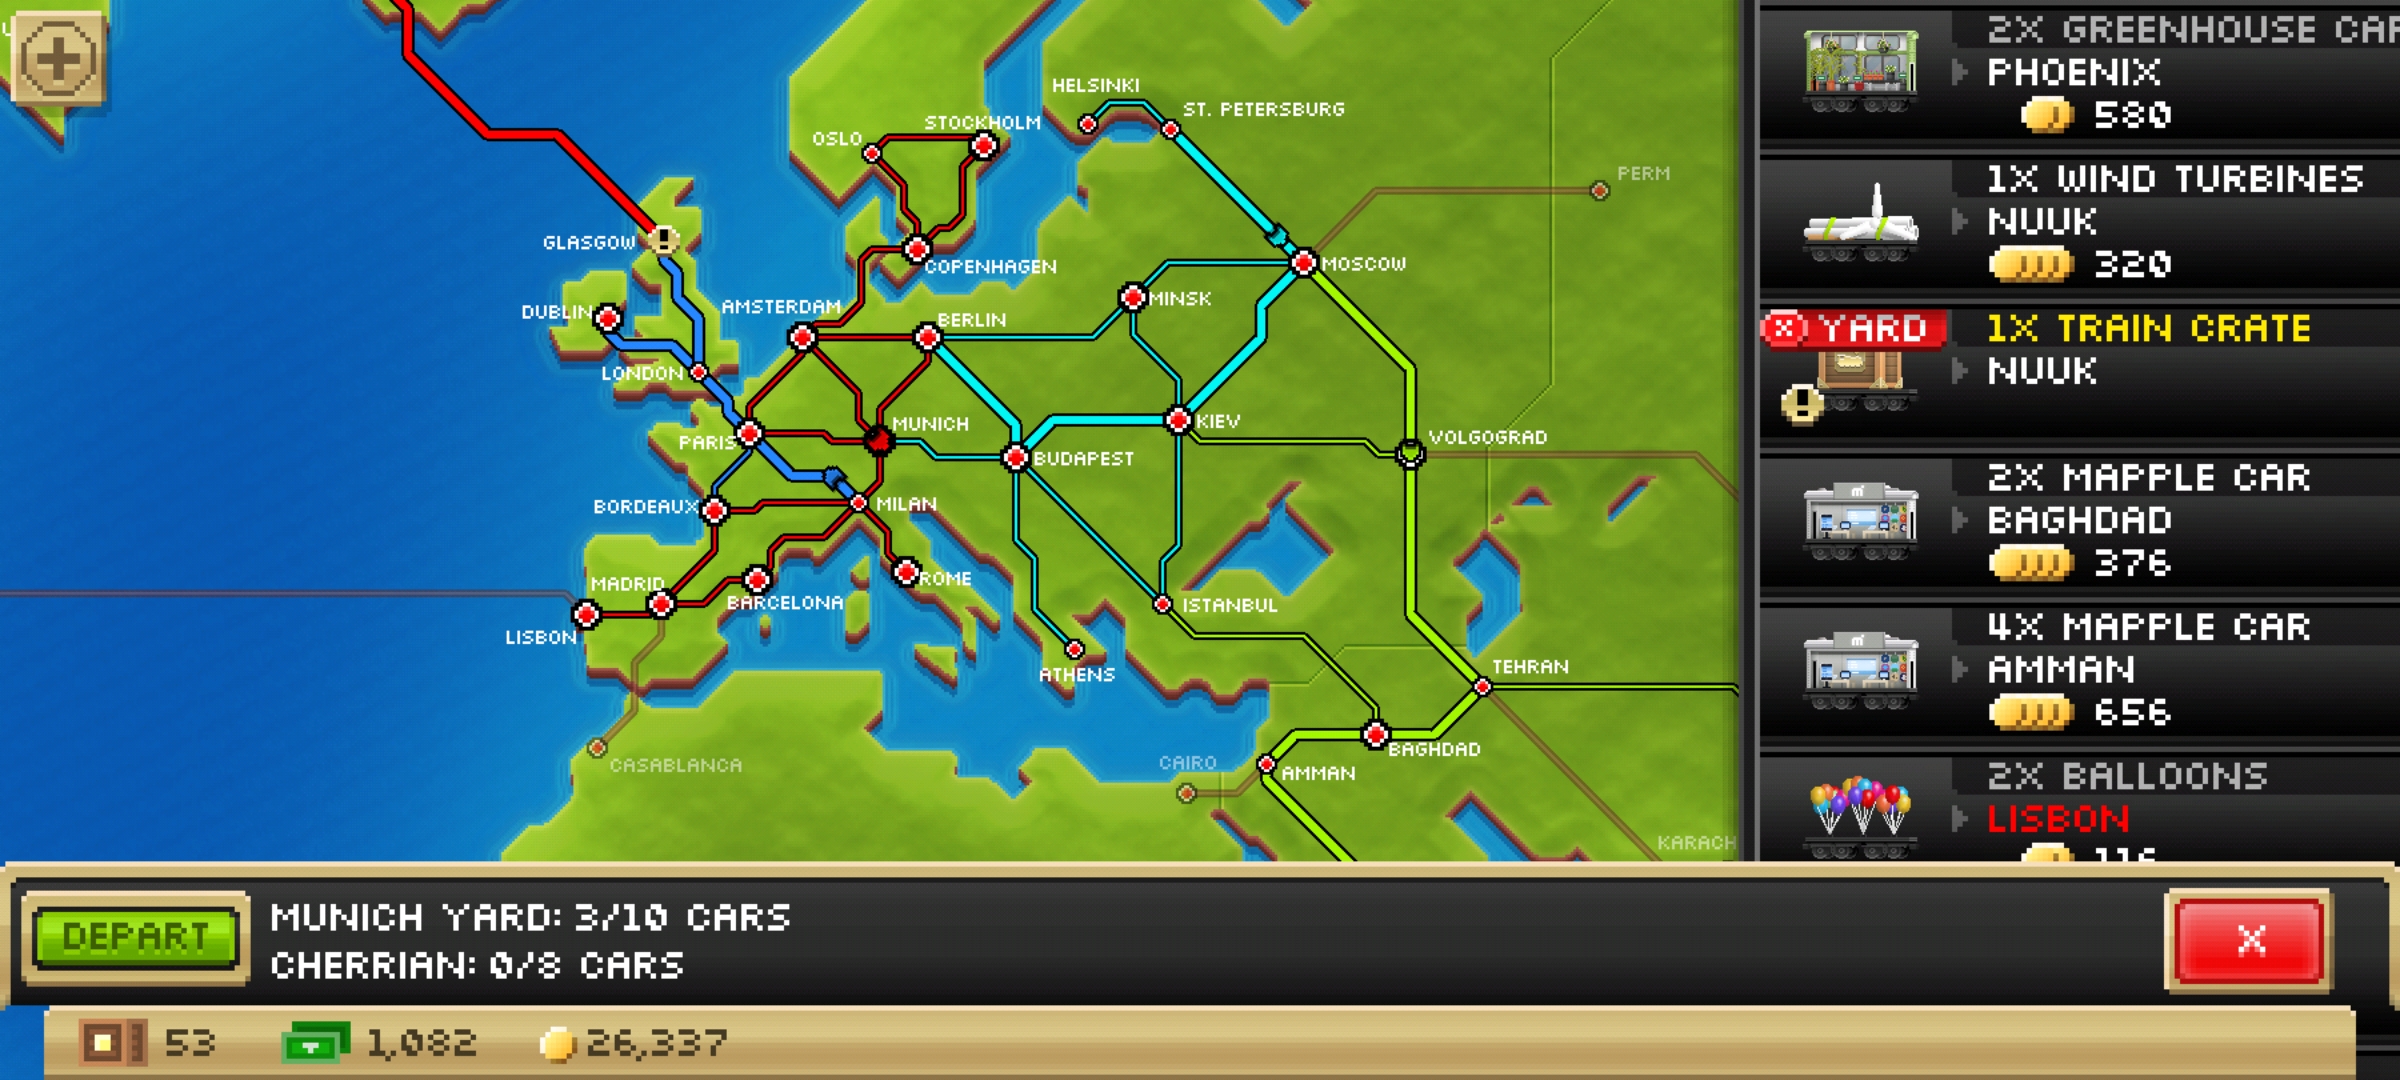 HELSINKI
ST. PETERSBURG
STOCKHOLM
OSLO
PERM
GLASGOW
COPENHAGEN
MOSCOW
MINSK
DUBLIN
AMSTERDAM
BERLIN
LONDON
MUNICH
KIEV
PARIS
BUDAPEST
VOLGOGRAD
BORDEAUX
MILAN
MADRID
ROME
BARCELONA
ISTANBUL
LISBON
ATHENS
TEHRAN
CASABLANCA
CAIRO
BAGHDAD
AMMAN
KARACH
2X GREENHOUSE CAR
PHOENIX
580
1X WIND TURBINES
NUUK
320
X YARD
1X TRAIN CRATE
NUUK
2X MAPPLE CAR
BAGHDAD
376
4X MAPPLE CAR
AMMAN
656
2X BALLOONS
LISBON
116
DEPART
MUNICH YARD: 3/10 CARS
CHERRIAN: 0/8 CARS
X
53
1,082
26,337